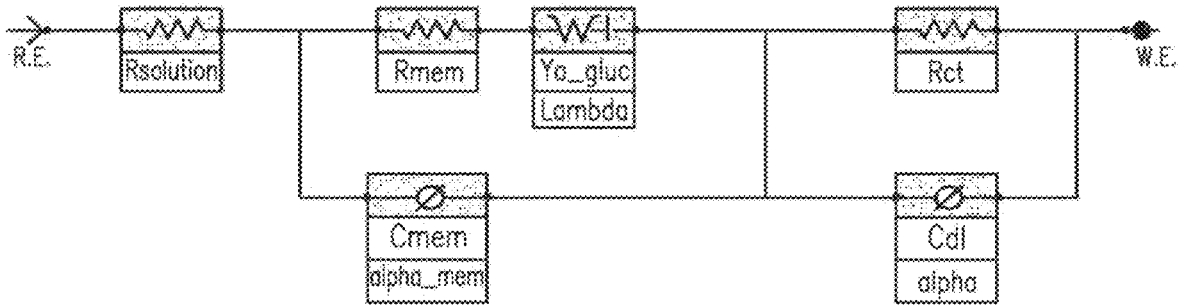 R.E.
Rsolution
Rmem
Yo_gluc
Lambda
Rct
W.E.
Cmem
alpha_mem
Cdl
alpha